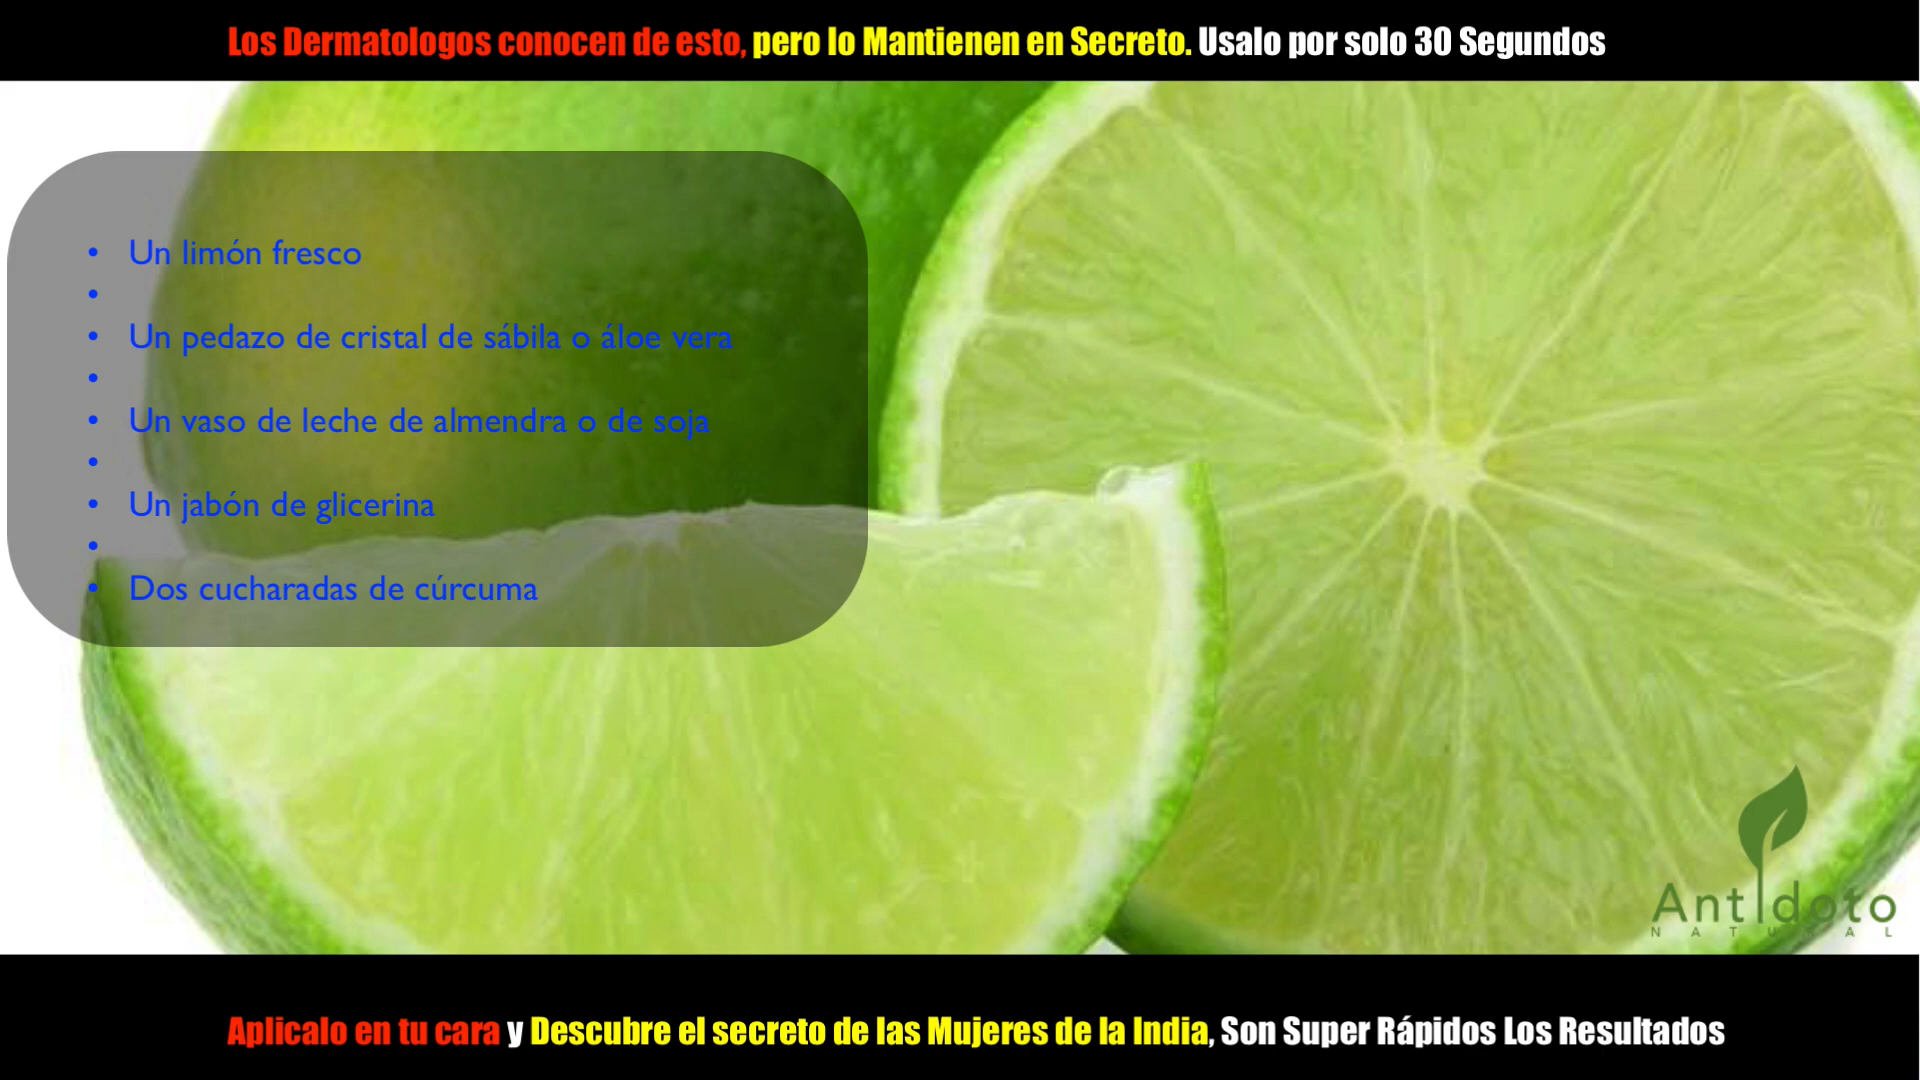 Los Dermatologos conocen de esto, pero lo Mantienen en Secreto. Usalo por solo 30 Segundos
• Un limón fresco
•
• Un pedazo de cristal de sábila o áloe vera
•
• Un vaso de leche de almendra o de soja
•
• Un jabón de glicerina
•
• Dos cucharadas de cúrcuma
Antidoto
NATURAL
Aplicalo en tu cara y Descubre el secreto de las Mujeres de la India, Son Super Rápidos Los Resultados